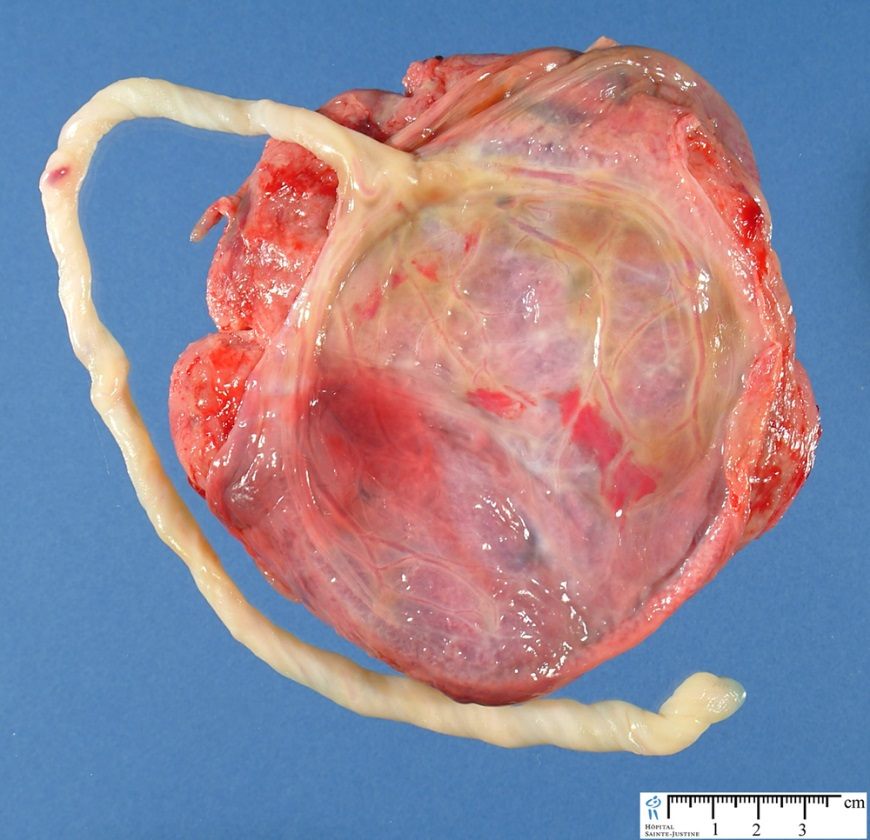 cm
1 2 3
HÔPITAL
SAINTE-JUSTINE